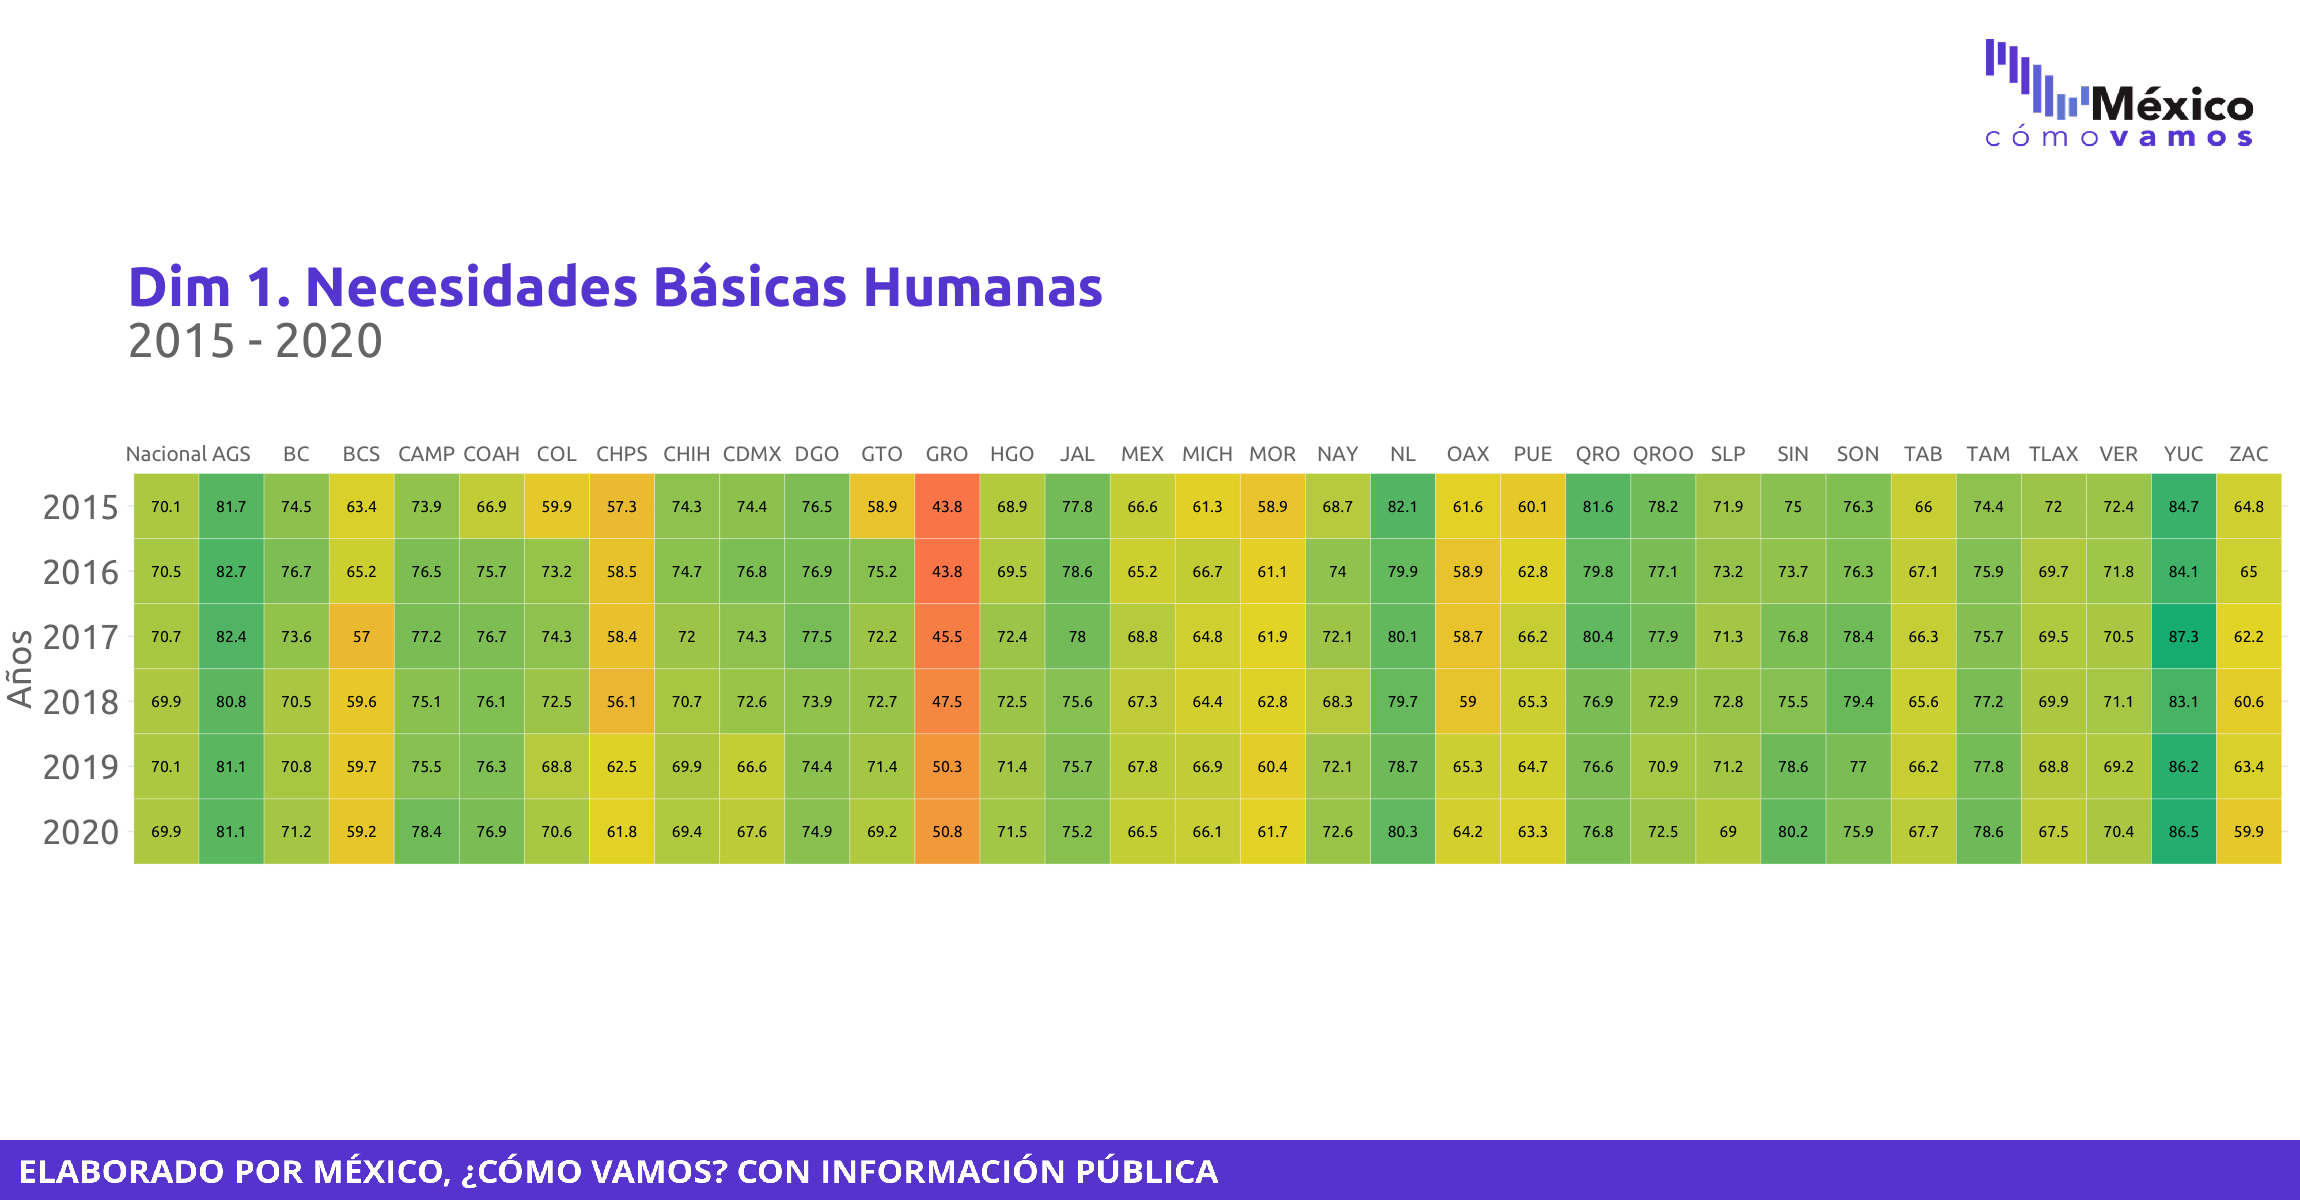 México
cómovamos
Dim 1. Necesidades Básicas Humanas
2015 - 2020
Nacional AGS BC BCS CAMP COAH COL CHPS CHIH CDMX DGO GTO GRO HGO JAL MEX MICH MOR NAY NL OAX PUE QRO QROO SLP SIN SON TAB TAM TLAX VER YUC ZAC
2015 70.1 81.7 74.5 63.4 73.9 66.9 59.9 57.3 74.3 74.4 76.5 58.9 43.8 68.9 77.8 66.6 61.3 58.9 68.7 82.1 61.6 60.1 81.6 78.2 71.9 75 76.3 66 74.4 72 72.4 84.7 64.8
2016 70.5 82.7 76.7 65.2 76.5 75.7 73.2 58.5 74.7 76.8 76.9 75.2 43.8 69.5 78.6 65.2 66.7 61.1 74 79.9 58.9 62.8 79.8 77.1 73.2 73.7 76.3 67.1 75.9 69.7 71.8 84.1 65
2017 70.7 82.4 73.6 57 77.2 76.7 74.3 58.4 72 74.3 77.5 72.2 45.5 72.4 78 68.8 64.8 61.9 72.1 80.1 58.7 66.2 80.4 77.9 71.3 76.8 78.4 66.3 75.7 69.5 70.5 87.3 62.2
2018 69.9 80.8 70.5 59.6 75.1 76.1 72.5 56.1 70.7 72.6 73.9 72.7 47.5 72.5 75.6 67.3 64.4 62.8 68.3 79.7 59 65.3 76.9 72.9 72.8 75.5 79.4 65.6 77.2 69.9 71.1 83.1 60.6
2019 70.1 81.1 70.8 59.7 75.5 76.3 68.8 62.5 69.9 66.6 74.4 71.4 50.3 71.4 75.7 67.8 66.9 60.4 72.1 78.7 65.3 64.7 76.6 70.9 71.2 78.6 77 66.2 77.8 68.8 69.2 86.2 63.4
2020 69.9 81.1 71.2 59.2 78.4 76.9 70.6 61.8 69.4 67.6 74.9 69.2 50.8 71.5 75.2 66.5 66.1 61.7 72.6 80.3 64.2 63.3 76.8 72.5 69 80.2 75.9 67.7 78.6 67.5 70.4 86.5 59.9
Años
ELABORADO POR MÉXICO, ¿CÓMO VAMOS? CON INFORMACIÓN PÚBLICA